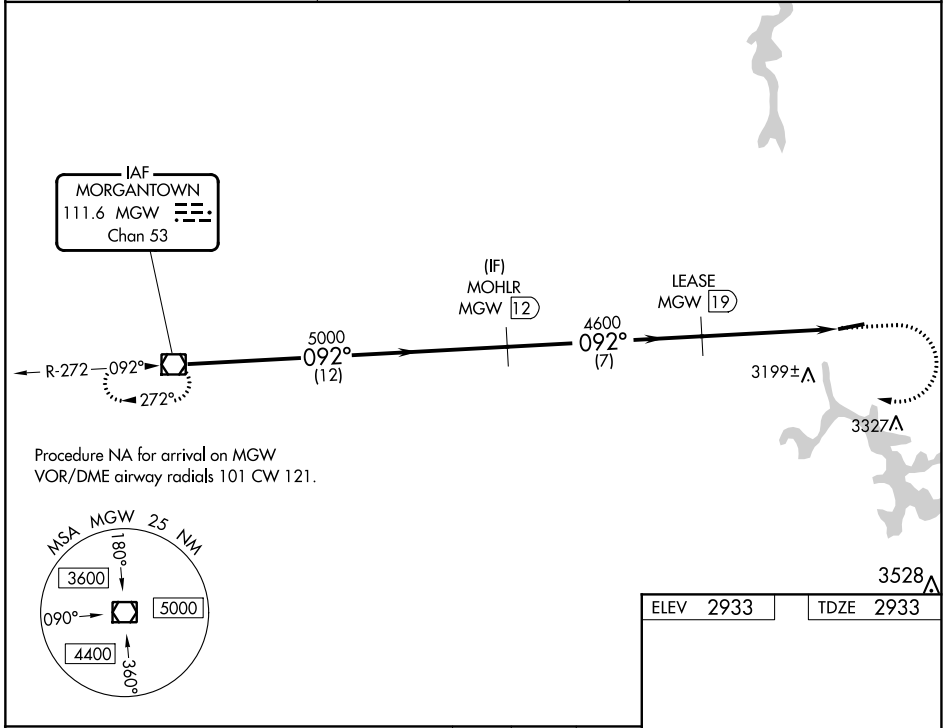 IAF
MORGANTOWN
111.6 MGW
Chan 53
(IF)
MOHLR
MGW 12
LEASE
MGW 19
5000
092°
(12)
4600
092°
(7)
R-272
092°
272°
3199±
3327
3528
Procedure NA for arrival on MGW
VOR/DME airway radials 101 CW 121.
MSA MGW 25 NM
180°
3600
090°
5000
4400
360°
ELEV 2933
TDZE 2933